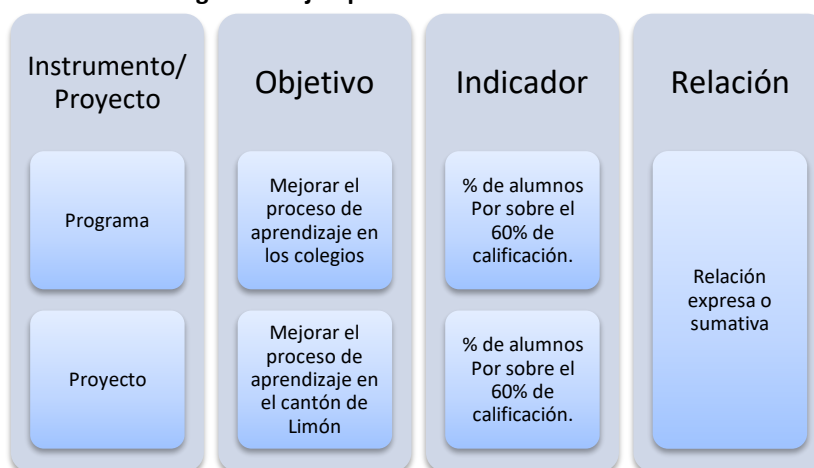 Instrumento/
Proyecto
Objetivo
Indicador
Relación
Programa
Mejorar el
proceso de
aprendizaje en
los colegios
% de alumnos
Por sobre el
60% de
calificación.
Relación
expresa o
sumativa
Proyecto
Mejorar el
proceso de
aprendizaje en
el cantón de
Limón
% de alumnos
Por sobre el
60% de
calificación.